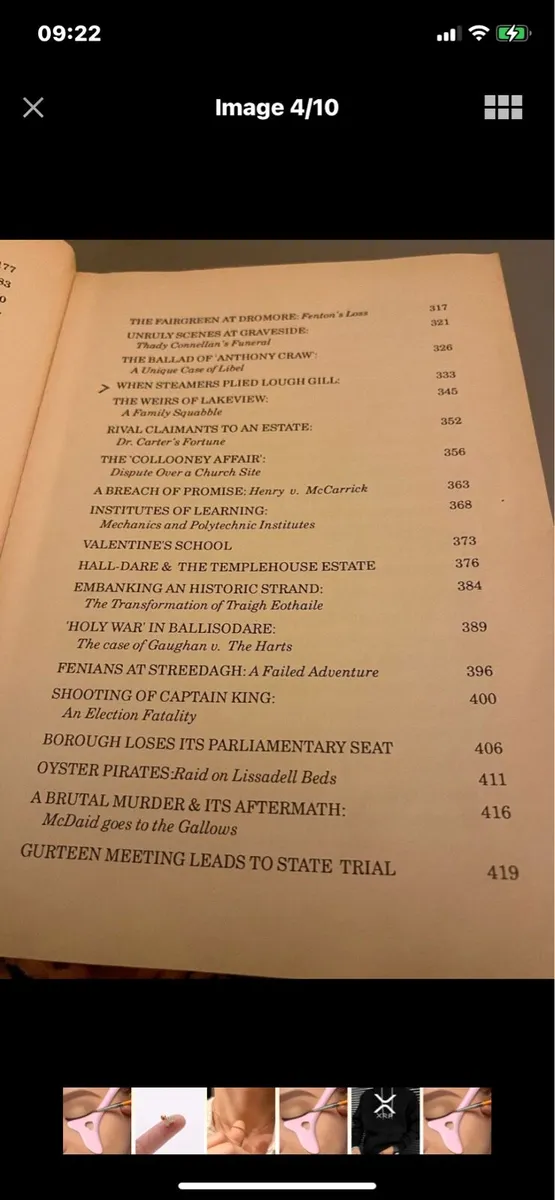 09:22
Image 4/10
77
83
0
THE FAIRGREEN AT DROMORE: Fenton's Loss 317
UNRULY SCENES AT GRAVESIDE: 321
Thady Connellan's Funeral
THE BALLAD OF 'ANTHONY CRAW': 326
A Unique Case of Libel
> WHEN STEAMERS PLIED LOUGH GILL: 333
THE WEIRS OF LAKEVIEW: 345
A Family Squabble
RIVAL CLAIMANTS TO AN ESTATE: 352
Dr. Carter's Fortune
THE 'COLLOONEY AFFAIR': 356
Dispute Over a Church Site
A BREACH OF PROMISE: Henry v. McCarrick 363
INSTITUTES OF LEARNING: 368
Mechanics and Polytechnic Institutes
VALENTINE'S SCHOOL 373
HALL-DARE & THE TEMPLEHOUSE ESTATE 376
EMBANKING AN HISTORIC STRAND: 384
The Transformation of Traigh Eothaile
'HOLY WAR' IN BALLISODARE: 389
The case of Gaughan v. The Harts
FENIANS AT STREEDAGH: A Failed Adventure 396
SHOOTING OF CAPTAIN KING: 400
An Election Fatality
BOROUGH LOSES ITS PARLIAMENTARY SEAT 406
OYSTER PIRATES:Raid on Lissadell Beds 411
A BRUTAL MURDER & ITS AFTERMATH: 416
McDaid goes to the Gallows
GURTEEN MEETING LEADS TO STATE TRIAL 419
XRP